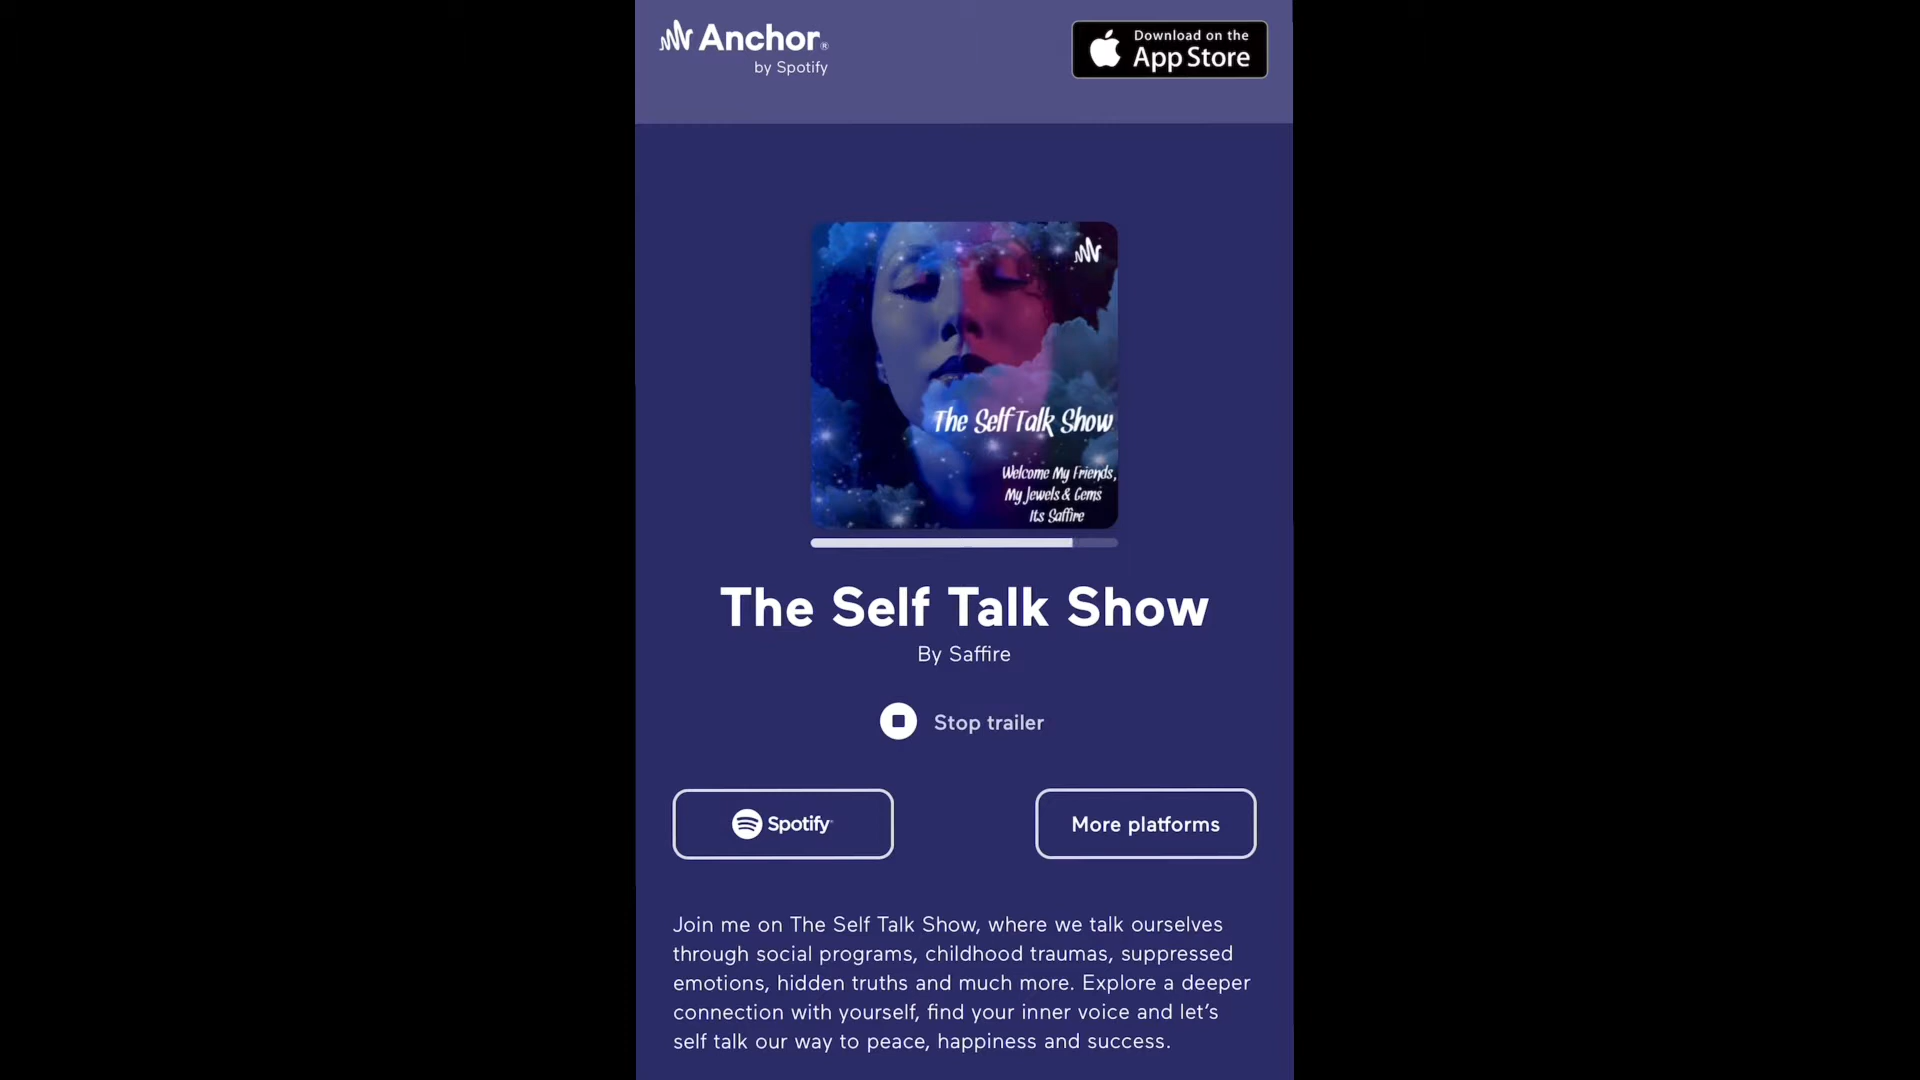 Anchor®
by Spotify
Download on the
App Store
The Self Talk Show
Welcome My Friends,
My Jewels & Gems
Its Saffire
The Self Talk Show
By Saffire
Stop trailer
Spotify
More platforms
Join me on The Self Talk Show, where we talk ourselves
through social programs, childhood traumas, suppressed
emotions, hidden truths and much more. Explore a deeper
connection with yourself, find your inner voice and let’s
self talk our way to peace, happiness and success.